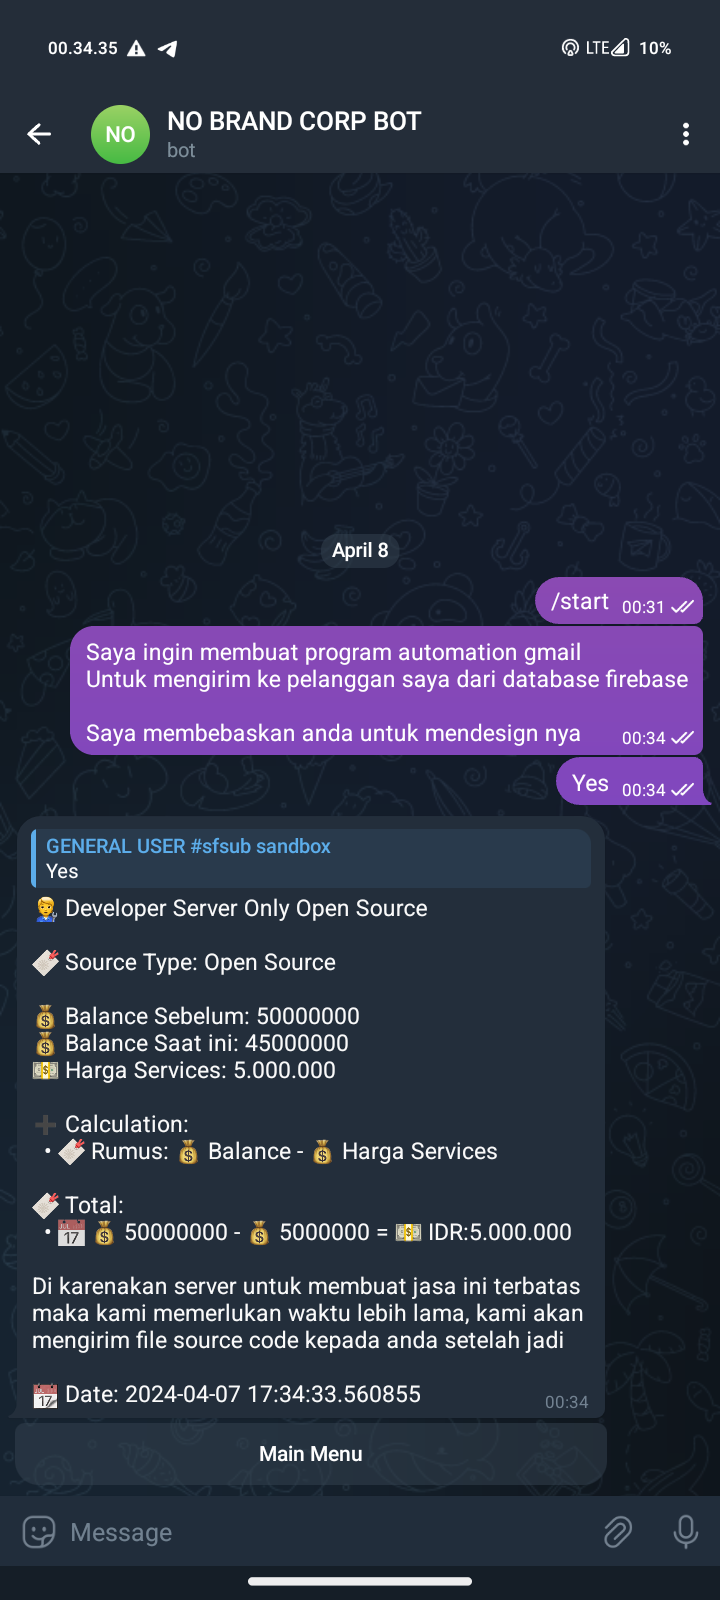 00.34.35
LTE 10%
NO
NO BRAND CORP BOT
bot
April 8
/start 00:31
Saya ingin membuat program automation gmail
Untuk mengirim ke pelanggan saya dari database firebase
Saya membebaskan anda untuk mendesign nya 00:34
Yes 00:34
GENERAL USER #sfsub sandbox
Yes
Developer Server Only Open Source
Source Type: Open Source
Balance Sebelum: 50000000
Balance Saat ini: 45000000
Harga Services: 5.000.000
Calculation:
• Rumus: Balance - Harga Services
Total:
• 50000000 - 5000000 = IDR:5.000.000
Di karenakan server untuk membuat jasa ini terbatas
maka kami memerlukan waktu lebih lama, kami akan
mengirim file source code kepada anda setelah jadi
Date: 2024-04-07 17:34:33.560855
00:34
Main Menu
Message